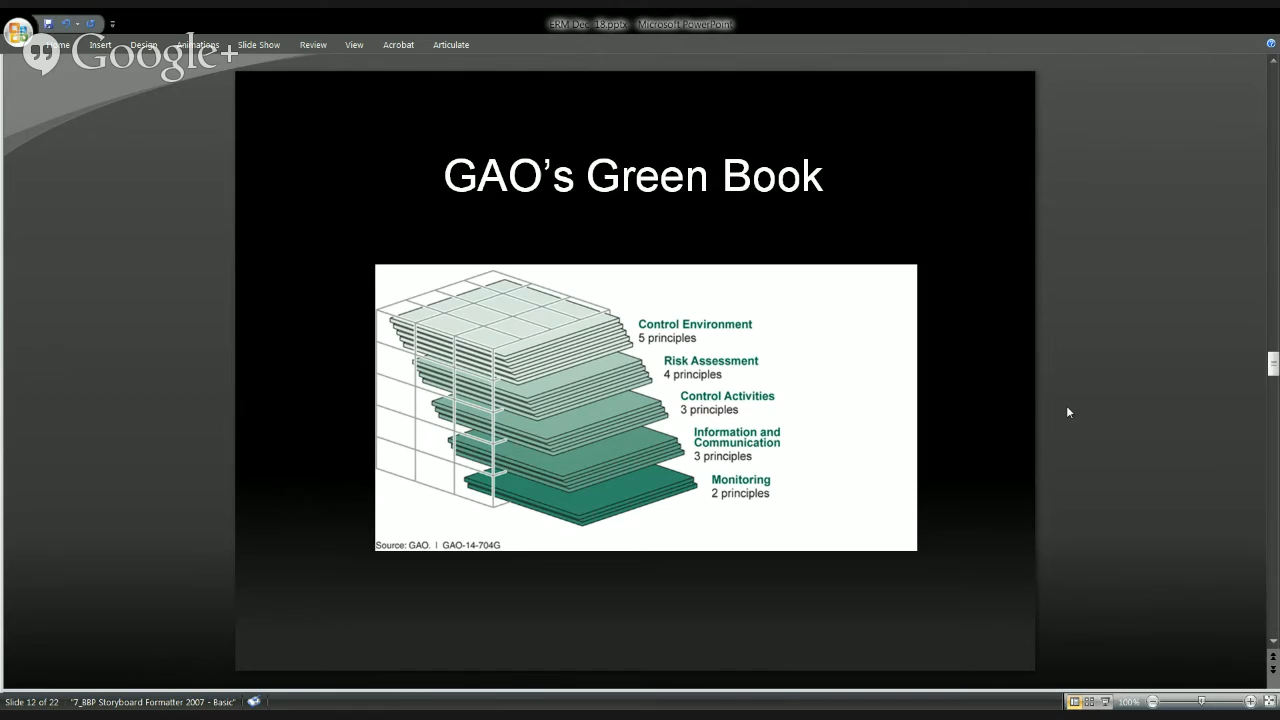 ERM Dec_18.pptx - Microsoft PowerPoint
Home Insert Design Animations Slide Show Review View Acrobat Articulate
Google+
GAO’s Green Book
Control Environment
5 principles
Risk Assessment
4 principles
Control Activities
3 principles
Information and
Communication
3 principles
Monitoring
2 principles
Source: GAO. | GAO-14-704G
Slide 12 of 22 "7_BBP Storyboard Formatter 2007 - Basic" 100%